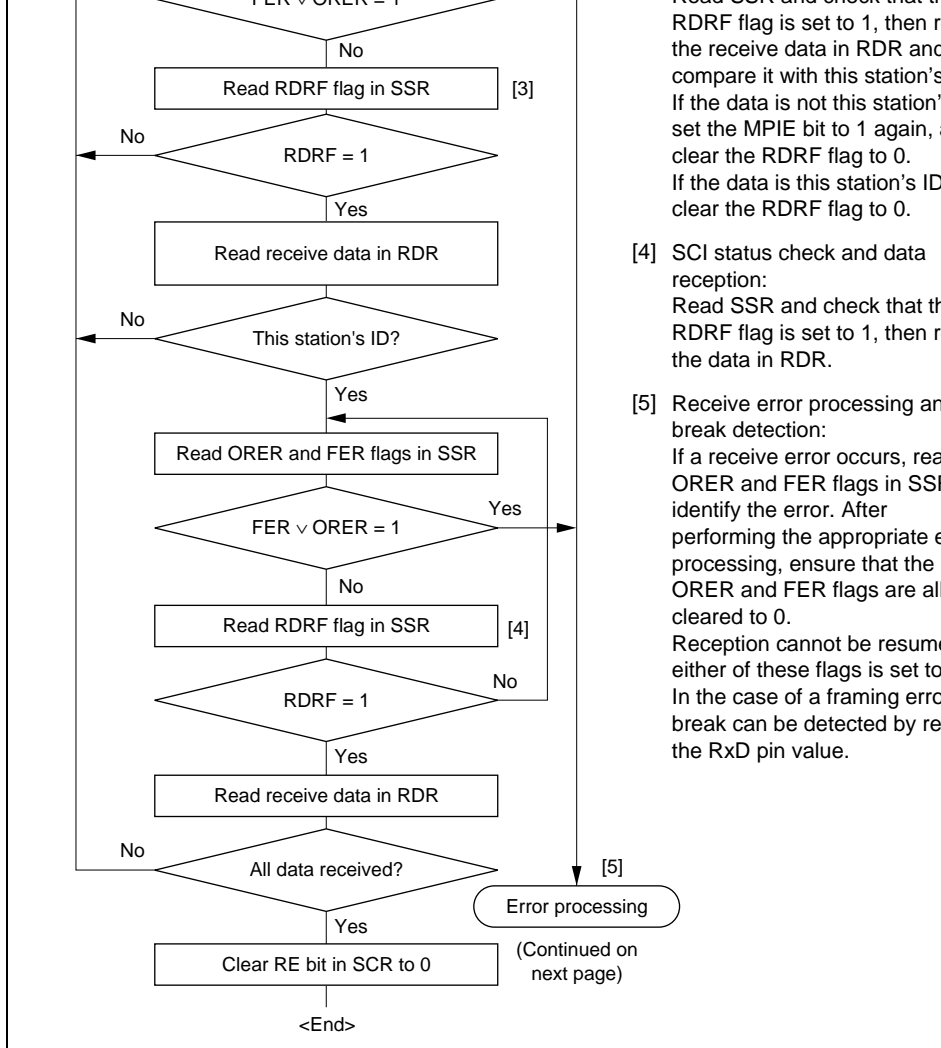 FER ∨ ORER = 1
No
Read RDRF flag in SSR
[3]
No
RDRF = 1
Yes
Read receive data in RDR
No
This station's ID?
Yes
Read ORER and FER flags in SSR
Yes
FER ∨ ORER = 1
No
Read RDRF flag in SSR
[4]
No
RDRF = 1
Yes
Read receive data in RDR
No
All data received?
[5]
Error processing
Yes
(Continued on
next page)
Clear RE bit in SCR to 0
<End>
Read SSR and check that
RDRF flag is set to 1, then
the receive data in RDR and
compare it with this station's
If the data is not this station'
set the MPIE bit to 1 again,
clear the RDRF flag to 0.
If the data is this station's ID
clear the RDRF flag to 0.
[4] SCI status check and data
reception:
Read SSR and check that
RDRF flag is set to 1, then
the data in RDR.
[5] Receive error processing
break detection:
If a receive error occurs,
ORER and FER flags in
identify the error. After
performing the appropriate
processing, ensure that the
ORER and FER flags are
cleared to 0.
Reception cannot be
either of these flags is set to
In the case of a framing
break can be detected by
the RxD pin value.